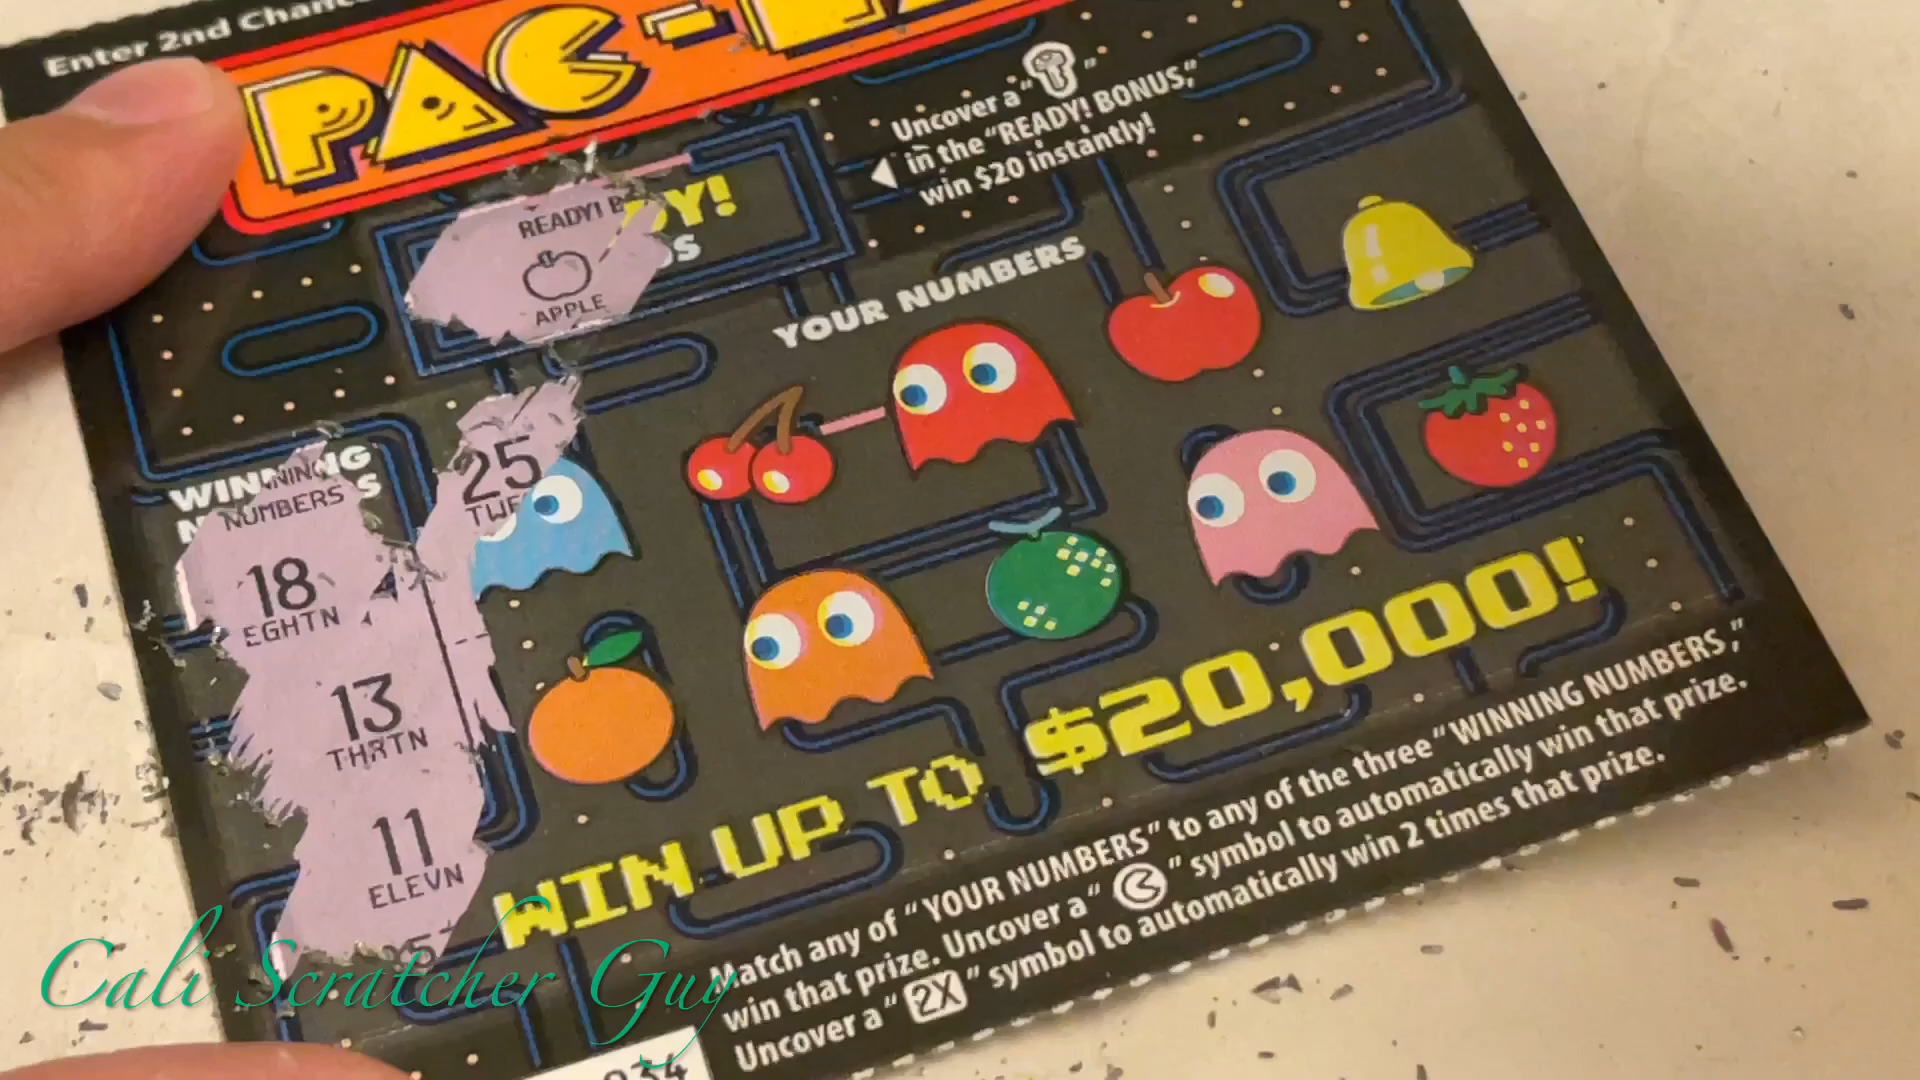 Enter 2nd Chance
PAC-
Uncover a " "
in the "READY! BONUS,"
win $20 instantly!
READY! B
DY!
S
APPLE
YOUR NUMBERS
WINNING
NUMBERS
18
EGHTN
25
TWE
13
THRTN
11
ELEVN
WIN UP TO $20,000!
Match any of "YOUR NUMBERS" to any of the three "WINNING NUMBERS,"
win that prize. Uncover a " " symbol to automatically win that prize.
Uncover a "2X" symbol to automatically win 2 times that prize.
Cali Scratcher Guy
034